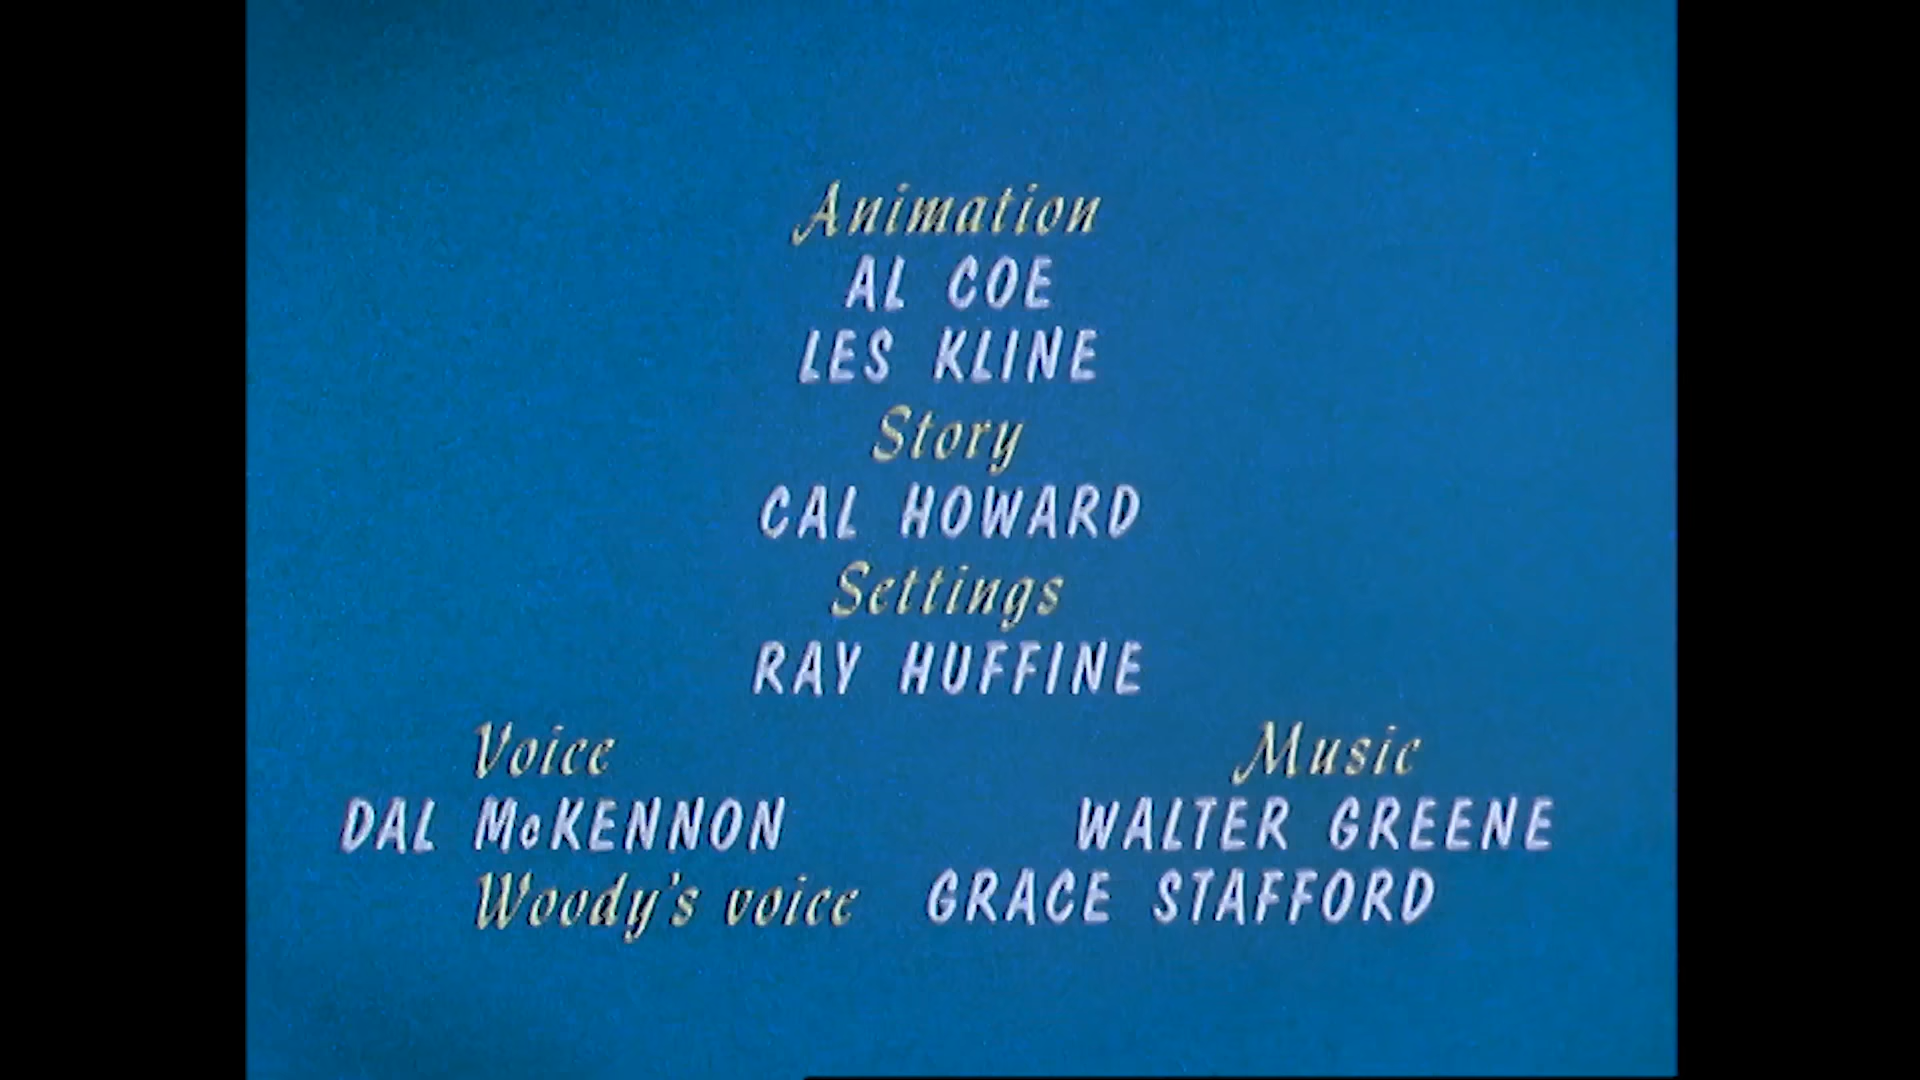 Animation
AL COE
LES KLINE
Story
CAL HOWARD
Settings
RAY HUFFINE
Voice
DAL McKENNON
Music
WALTER GREENE
Woody's voice GRACE STAFFORD